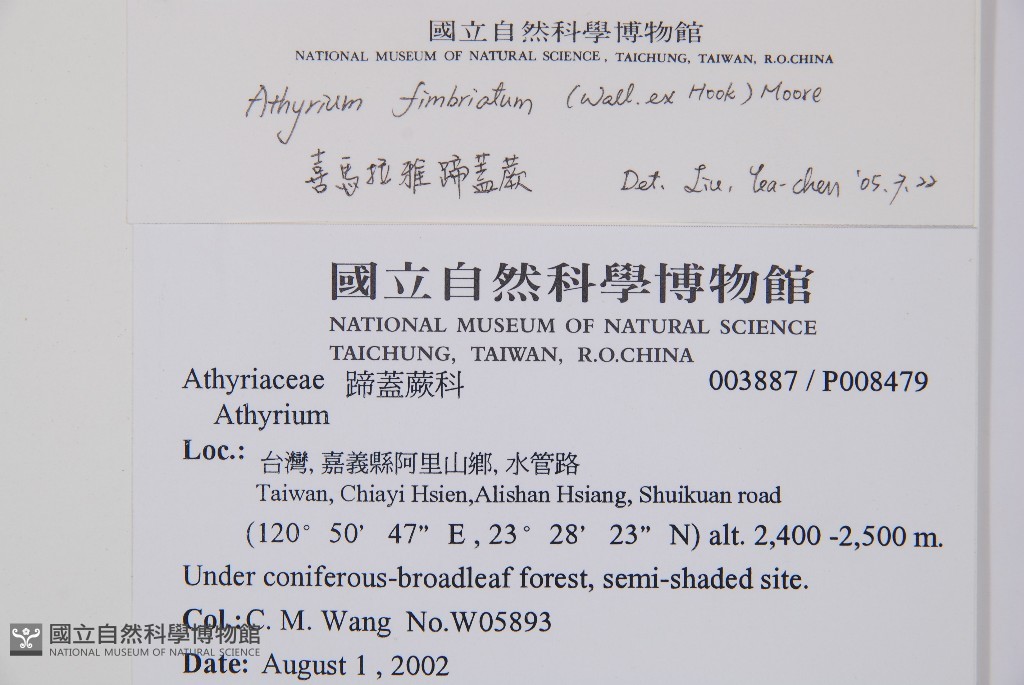 國立自然科學博物館
NATIONAL MUSEUM OF NATURAL SCIENCE, TAICHUNG, TAIWAN, R.O.CHINA
Athyrium fimbriatum (Wall. ex Hook) Moore
喜馬拉雅蹄蓋蕨 Det. Liu, Yea-chen '05.7.22
國立自然科學博物館
NATIONAL MUSEUM OF NATURAL SCIENCE
TAICHUNG, TAIWAN, R.O.CHINA
Athyriaceae 蹄蓋蕨科 003887 / P008479
Athyrium
Loc.: 台灣, 嘉義縣阿里山鄉, 水管路
Taiwan, Chiayi Hsien,Alishan Hsiang, Shuikuan road
(120° 50' 47" E , 23° 28' 23" N) alt. 2,400 -2,500 m.
Under coniferous-broadleaf forest, semi-shaded site.
Col.:C. M. Wang No.W05893
Date: August 1 , 2002
國立自然科學博物館
NATIONAL MUSEUM OF NATURAL SCIENCE